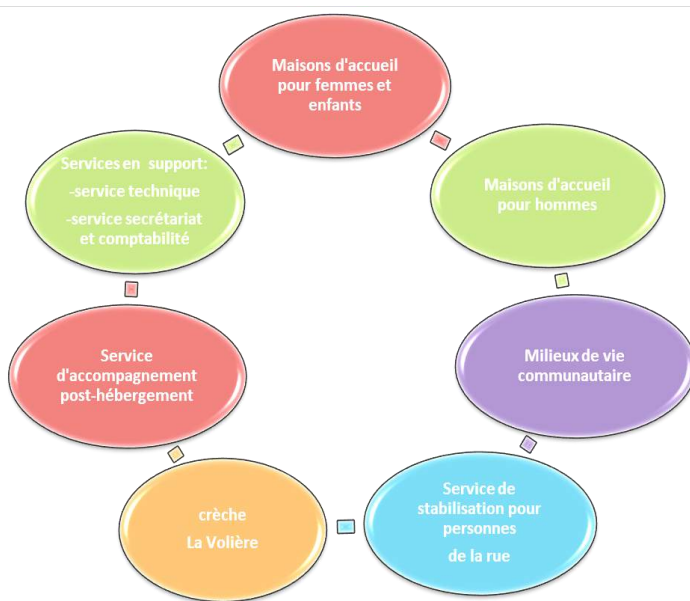 Maisons d'accueil
pour femmes et
enfants
Maisons d'accueil
pour hommes
Milieux de vie
communautaire
Service de
stabilisation pour
personnes
de la rue
crèche
La Volière
Service
d'accompagnement
post-hébergement
Services en support:
-service technique
-service secrétariat
et comptabilité